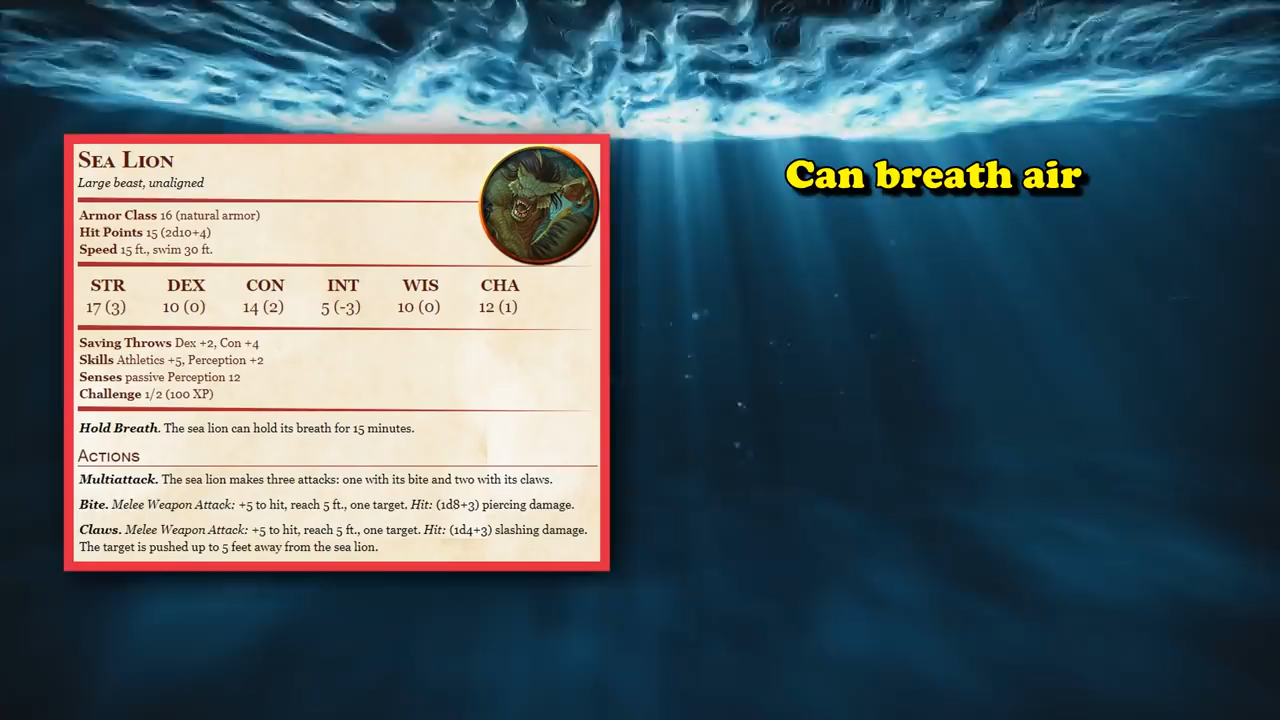 Sea Lion
Large beast, unaligned
Armor Class 16 (natural armor)
Hit Points 15 (2d10+4)
Speed 15 ft., swim 30 ft.
STR DEX CON INT WIS CHA
17 (3) 10 (0) 14 (2) 5 (-3) 10 (0) 12 (1)
Saving Throws Dex +2, Con +4
Skills Athletics +5, Perception +2
Senses passive Perception 12
Challenge 1/2 (100 XP)
Hold Breath. The sea lion can hold its breath for 15 minutes.
Actions
Multiattack. The sea lion makes three attacks: one with its bite and two with its claws.
Bite. Melee Weapon Attack: +5 to hit, reach 5 ft., one target. Hit: (1d8+3) piercing damage.
Claws. Melee Weapon Attack: +5 to hit, reach 5 ft., one target. Hit: (1d4+3) slashing damage.
The target is pushed up to 5 feet away from the sea lion.
Can breath air